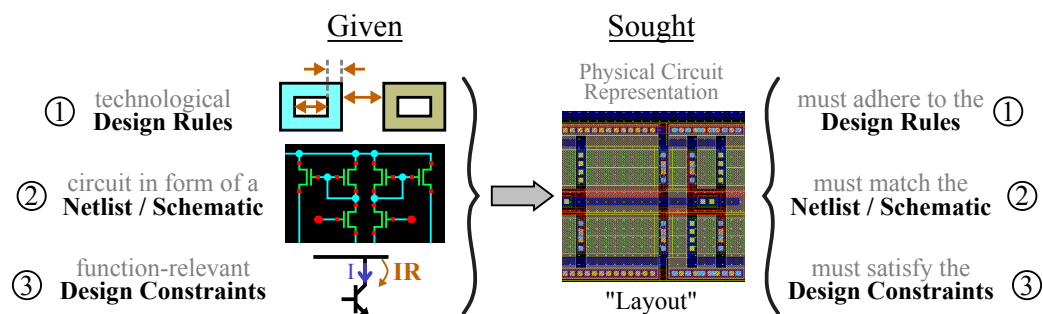 Given
Sought
① technological
Design Rules
② circuit in form of a
Netlist / Schematic
③ function-relevant
Design Constraints
I
IR
Physical Circuit
Representation
"Layout"
must adhere to the ①
Design Rules
must match the ②
Netlist / Schematic
must satisfy the ③
Design Constraints